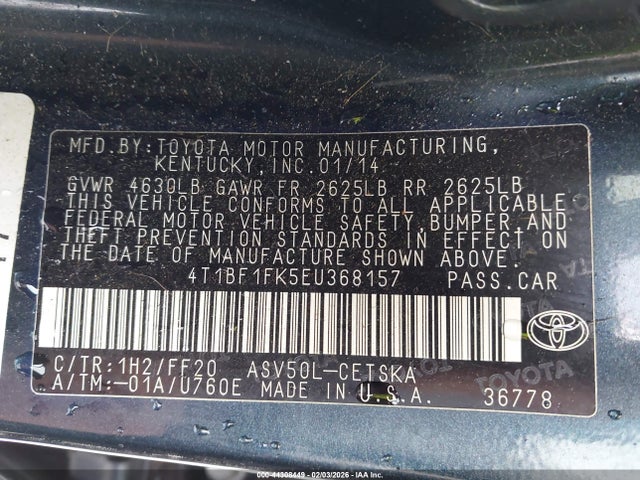 MFD.BY:TOYOTA MOTOR MANUFACTURING,
KENTUCKY,INC.01/14
GVWR 4630LB GAWR FR 2625LB RR 2625LB
THIS VEHICLE CONFORMS TO ALL APPLICABLE
FEDERAL MOTOR VEHICLE SAFETY,BUMPER,AND
THEFT PREVENTION STANDARDS IN EFFECT ON
THE DATE OF MANUFACTURE SHOWN ABOVE.
4T1BF1FK5EU368157 PASS.CAR
C/TR:1H2/FF20 ASV50L-CETSKA
A/TM:-01A/U760E MADE IN U.S.A. 36778
TOYOTA
IAA 44308449 - 02/03/2026 - IAA